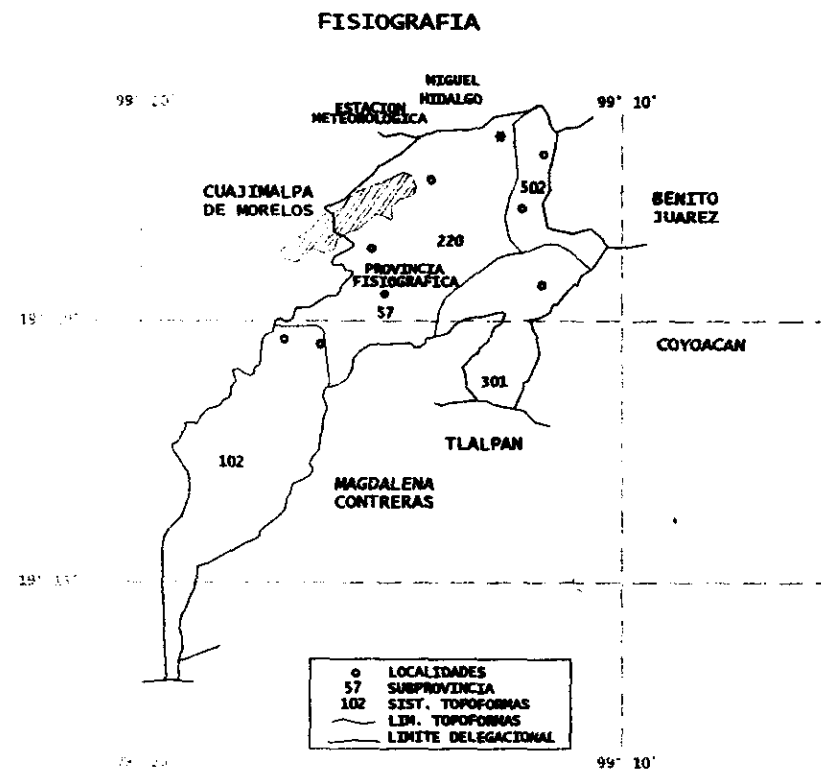 FISIOGRAFIA
MIGUEL
HIDALGO
99° 10'
ESTACION
METEOROLOGICA
CUAJIMALPA
DE MORELOS
502
BENITO
JUAREZ
220
PROVINCIA
FISIOGRAFICA
57
COYOACAN
301
TLALPAN
102
MAGDALENA
CONTRERAS
LOCALIDADES
57 SUBPROVINCIA
102 SIST. TOPOFORMAS
LIM. TOPOFORMAS
LIMITE DELEGACIONAL
99° 10'